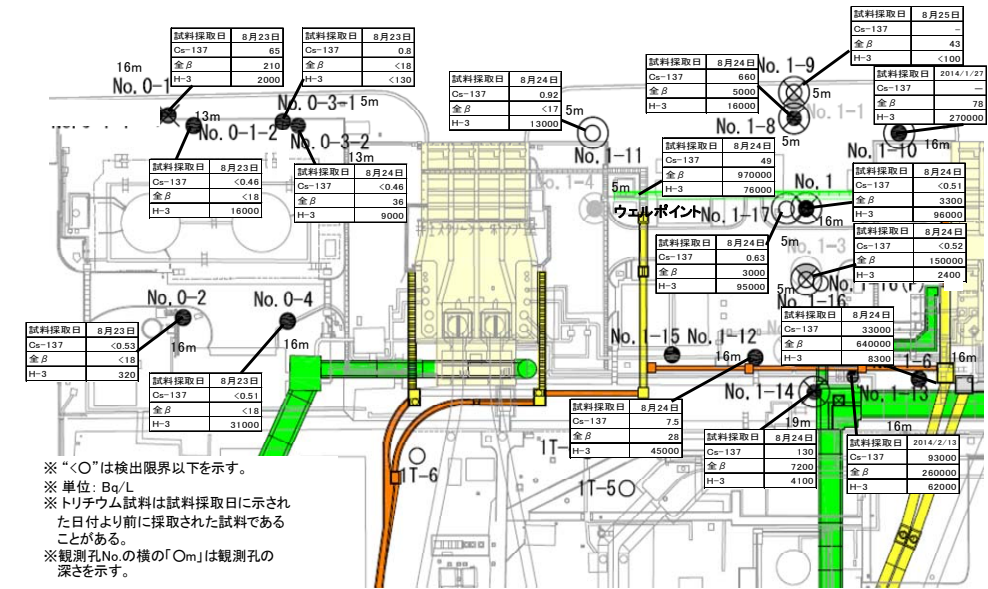 試料採取日 8月23日
Cs-137 65
全β 210
H-3 2000
試料採取日 8月23日
Cs-137 0.8
全β <18
H-3 <130
試料採取日 8月24日
Cs-137 0.92
全β <17
H-3 13000
試料採取日 8月24日
Cs-137 660
全β 5000
H-3 16000
試料採取日 8月25日
Cs-137 -
全β 43
H-3 <100
試料採取日 2014/1/27
Cs-137 -
全β 78
H-3 270000
16m
No. 0-1
13m
No. 0-1-2
No. 0-3-1 5m
No. 0-3-2
13m
5m
No. 1-11
No. 1-9
5m
No. 1-8
5m
o. 1-1
No. 1-10
16m
試料採取日 8月23日
Cs-137 <0.46
全β <18
H-3 16000
試料採取日 8月24日
Cs-137 <0.46
全β 36
H-3 9000
試料採取日 8月24日
Cs-137 49
全β 970000
H-3 76000
試料採取日 8月24日
Cs-137 <0.51
全β 3300
H-3 96000
o. 1-4
5m
ウェルポイント
No. 1-17
No. 1
16m
5m
試料採取日 8月24日
Cs-137 0.63
全β 3000
H-3 95000
試料採取日 8月24日
Cs-137 <0.52
全β 150000
H-3 2400
o. 1-3
5m
No. 1-16
No. 1-16(P)
No. 0-2
16m
No. 0-4
16m
試料採取日 8月23日
Cs-137 <0.53
全β <18
H-3 320
試料採取日 8月23日
Cs-137 <0.51
全β <18
H-3 31000
試料採取日 8月24日
Cs-137 33000
全β 640000
H-3 8300
No. 1-15
No. 1-12
16m
1-6
16m
No. 1-14
19m
No. 1-13
16m
試料採取日 8月24日
Cs-137 7.5
全β 28
H-3 45000
試料採取日 8月24日
Cs-137 130
全β 7200
H-3 4100
試料採取日 2014/2/13
Cs-137 93000
全β 260000
H-3 62000
1T-6
1T-
1T-5
※ “<○”は検出限界以下を示す。
※ 単位: Bq/L
※ トリチウム試料は試料採取日に示され
た日付より前に採取された試料である
ことがある。
※観測孔No.の横の「○m」は観測孔の
深さを示す。